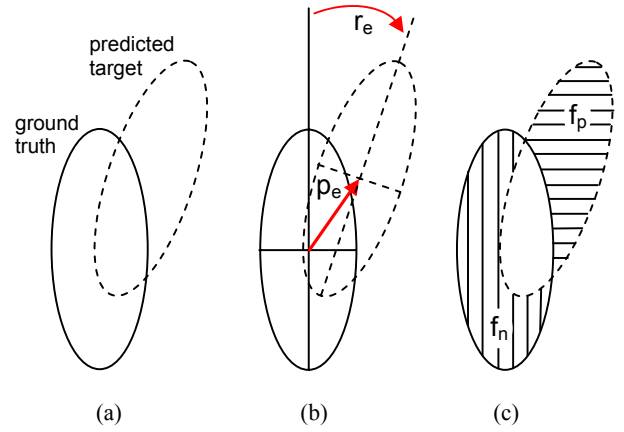 predicted
target
ground
truth
r_e
p_e
f_p
f_n
(a)
(b)
(c)